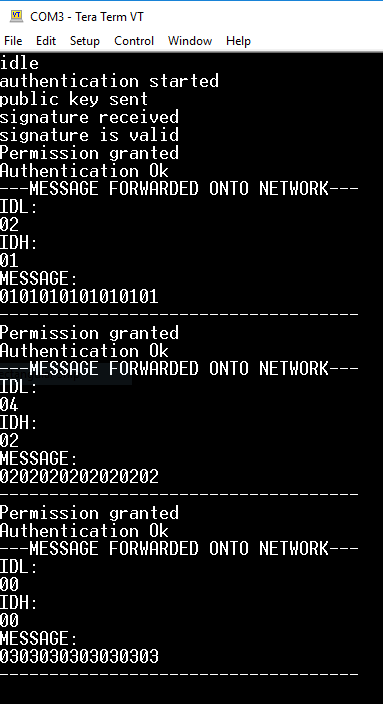 COM3 - Tera Term VT
File Edit Setup Control Window Help
idle
authentication started
public key sent
signature received
signature is valid
Permission granted
Authentication Ok
---MESSAGE FORWARDED ONTO NETWORK---
IDL:
02
IDH:
01
MESSAGE:
0101010101010101
------------------------------------
Permission granted
Authentication Ok
---MESSAGE FORWARDED ONTO NETWORK---
IDL:
04
IDH:
02
MESSAGE:
0202020202020202
------------------------------------
Permission granted
Authentication Ok
---MESSAGE FORWARDED ONTO NETWORK---
IDL:
00
IDH:
00
MESSAGE:
0303030303030303
------------------------------------